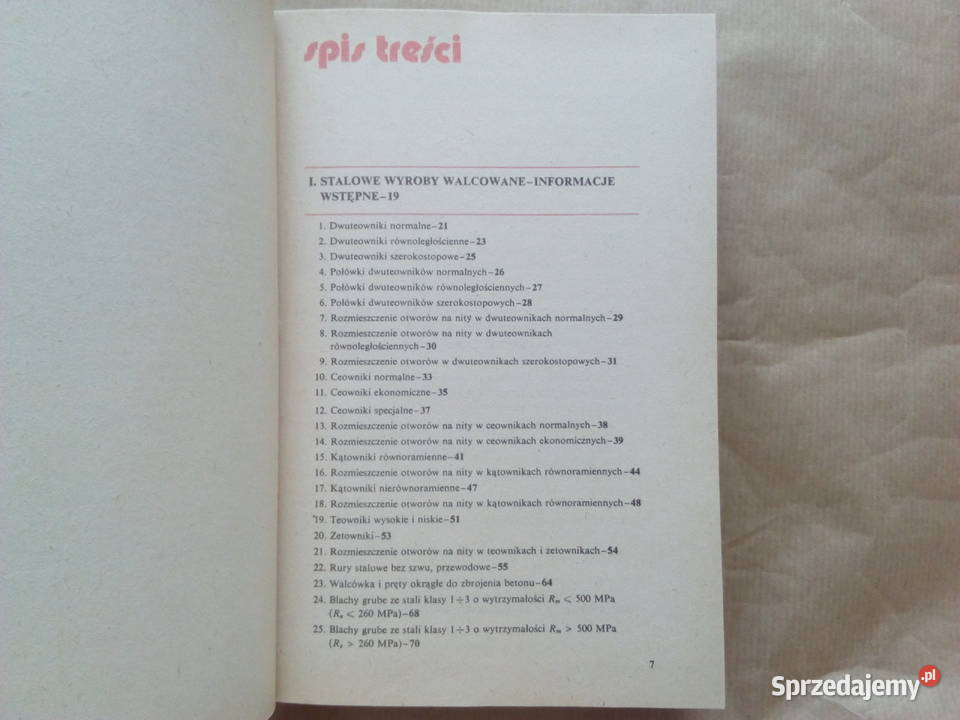 spis treści
I. STALOWE WYROBY WALCOWANE–INFORMACJE
WSTĘPNE–19
1. Dwuteowniki normalne–21
2. Dwuteowniki równoległościenne–23
3. Dwuteowniki szerokostopowe–25
4. Połówki dwuteowników normalnych–26
5. Połówki dwuteowników równoległościennych–27
6. Połówki dwuteowników szerokostopowych–28
7. Rozmieszczenie otworów na nity w dwuteownikach normalnych–29
8. Rozmieszczenie otworów na nity w dwuteownikach
równoległościennych–30
9. Rozmieszczenie otworów w dwuteownikach szerokostopowych–31
10. Ceowniki normalne–33
11. Ceowniki ekonomiczne–35
12. Ceowniki specjalne–37
13. Rozmieszczenie otworów na nity w ceownikach normalnych–38
14. Rozmieszczenie otworów na nity w ceownikach ekonomicznych–39
15. Kątowniki równoramienne–41
16. Rozmieszczenie otworów na nity w kątownikach równoramiennych–44
17. Kątowniki nierównoramienne–47
18. Rozmieszczenie otworów na nity w kątownikach równoramiennych–48
19. Teowniki wysokie i niskie–51
20. Zetowniki–53
21. Rozmieszczenie otworów na nity w teownikach i zetownikach–54
22. Rury stalowe bez szwu, przewodowe–55
23. Walcówka i pręty okrągłe do zbrojenia betonu–64
24. Blachy grube ze stali klasy 1÷3 o wytrzymałości Rm < 500 MPa
(Re < 260 MPa)–68
25. Blachy grube ze stali klasy 1÷3 o wytrzymałości Rm > 500 MPa
(Re > 260 MPa)–70
7
Sprzedajemy.pl